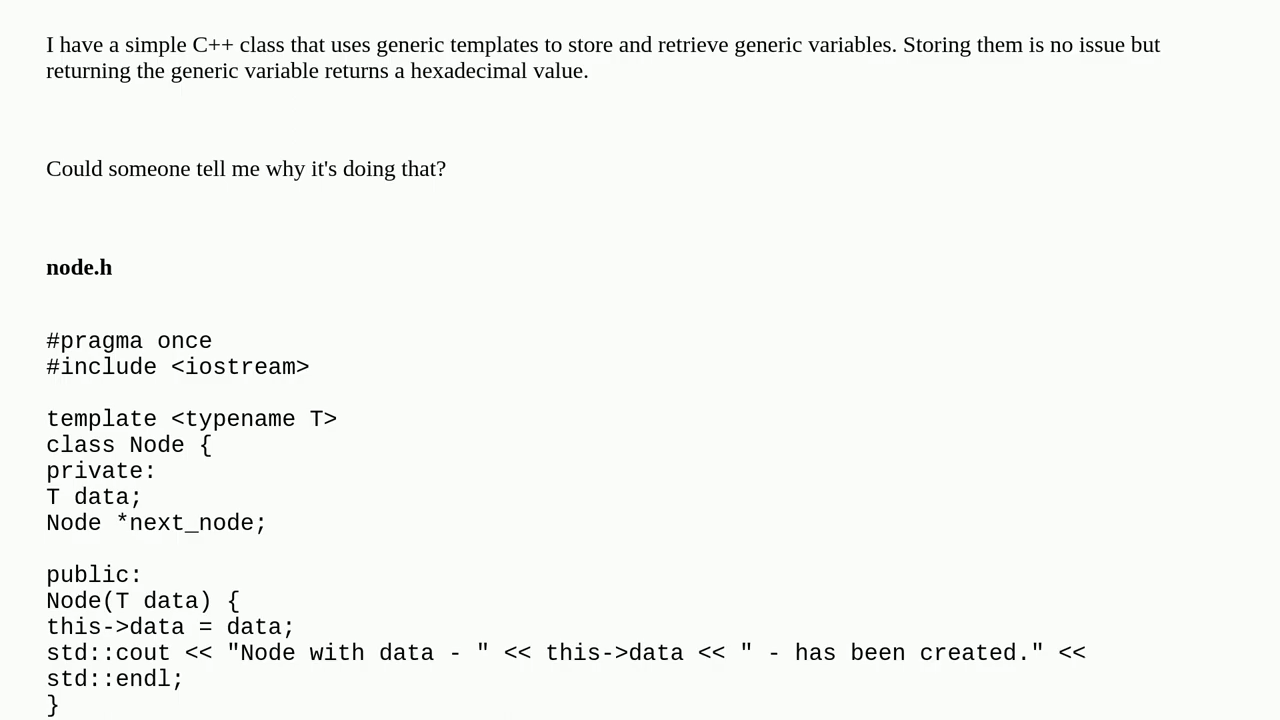 I have a simple C++ class that uses generic templates to store and retrieve generic variables. Storing them is no issue but
returning the generic variable returns a hexadecimal value.
Could someone tell me why it's doing that?
node.h
#pragma once
#include <iostream>
template <typename T>
class Node {
private:
T data;
Node *next_node;
public:
Node(T data) {
this->data = data;
std::cout << "Node with data - " << this->data << " - has been created." <<
std::endl;
}